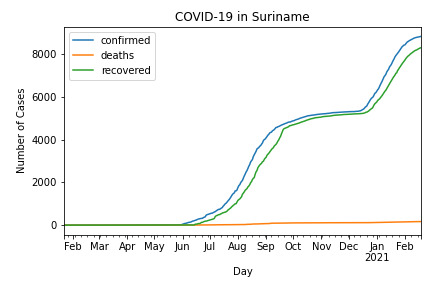 COVID-19 in Suriname
confirmed
deaths
recovered
Number of Cases
8000
6000
4000
2000
0
Feb Mar Apr May Jun Jul Aug Sep Oct Nov Dec Jan Feb
2021
Day